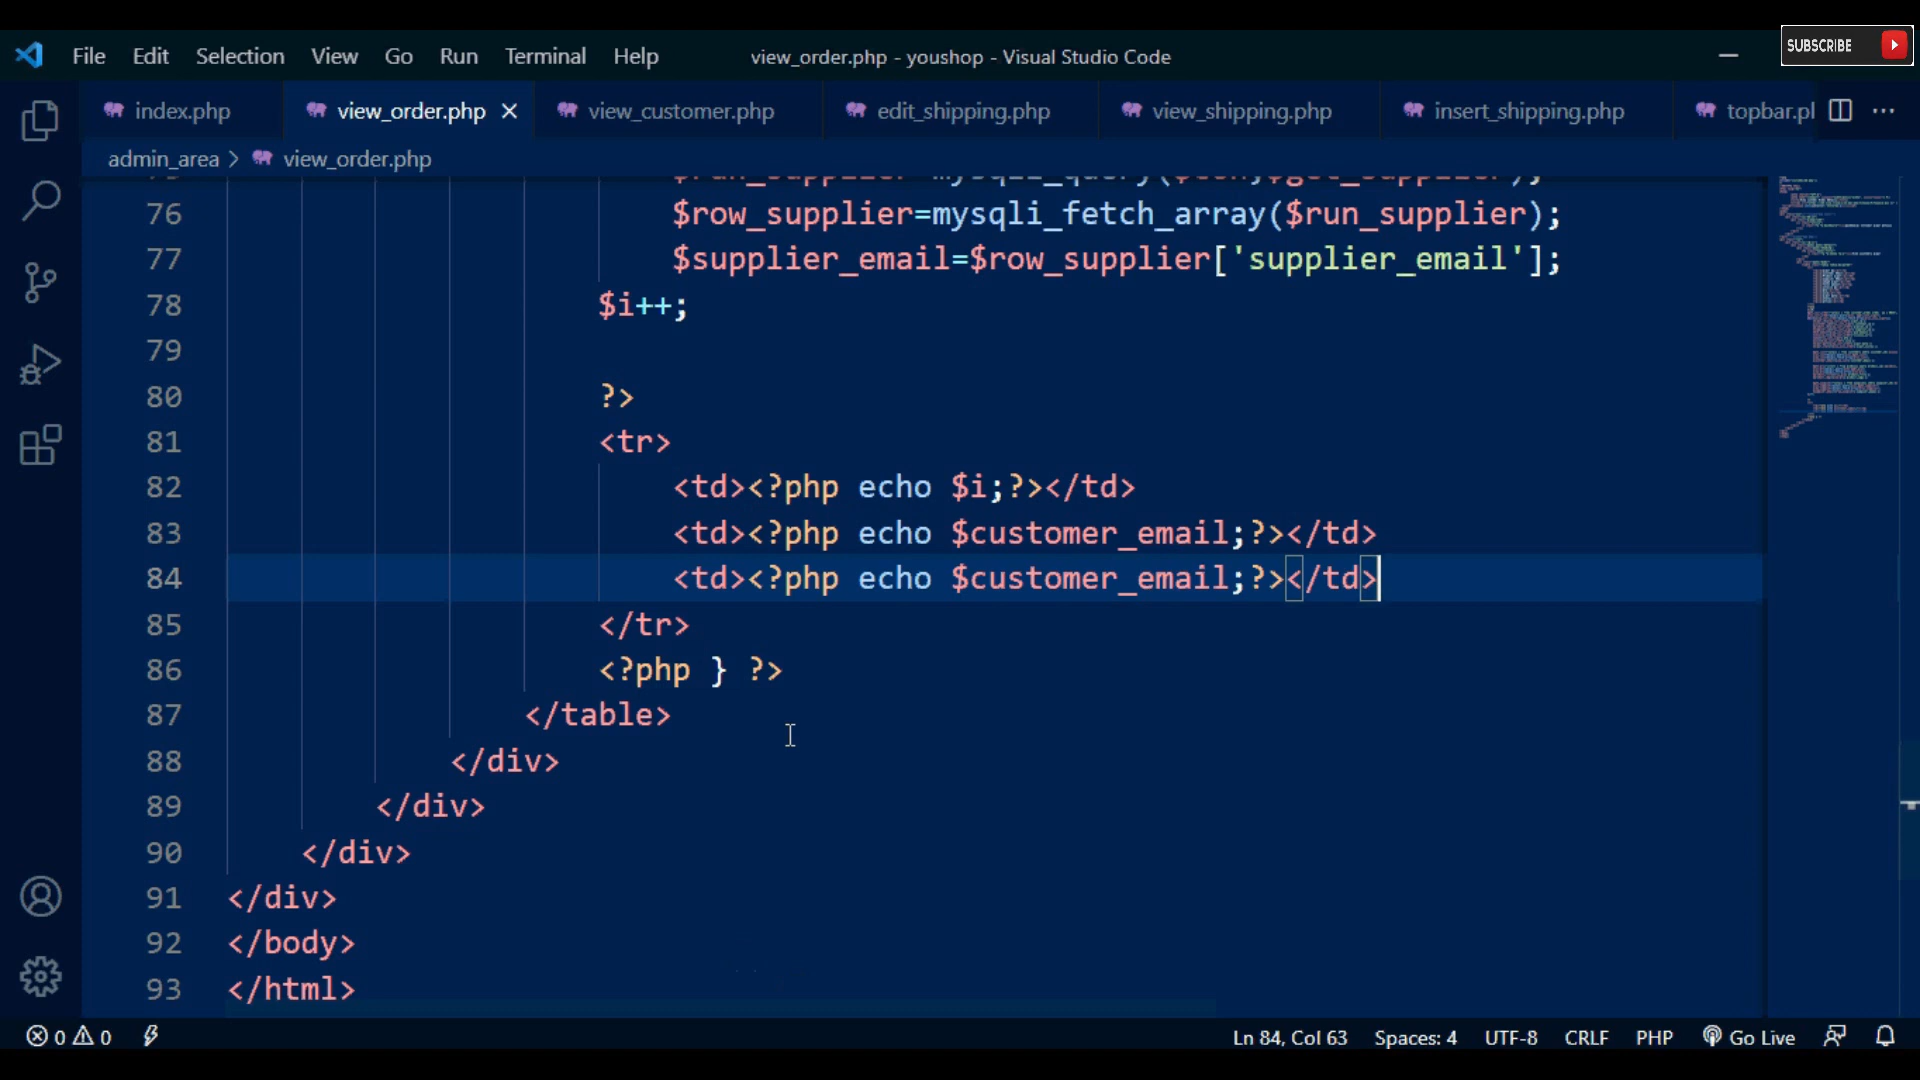 File Edit Selection View Go Run Terminal Help view_order.php - youshop - Visual Studio Code SUBSCRIBE
index.php view_order.php view_customer.php edit_shipping.php view_shipping.php insert_shipping.php topbar.pl
admin_area > view_order.php
76 $row_supplier=mysqli_fetch_array($run_supplier);
77 $supplier_email=$row_supplier['supplier_email'];
78 $i++;
79
80 ?>
81 <tr>
82 <td><?php echo $i;?></td>
83 <td><?php echo $customer_email;?></td>
84 <td><?php echo $customer_email;?></td>
85 </tr>
86 <?php } ?>
87 </table>
88 </div>
89 </div>
90 </div>
91 </div>
92 </body>
93 </html>
0 0 Ln 84, Col 63 Spaces: 4 UTF-8 CRLF PHP Go Live